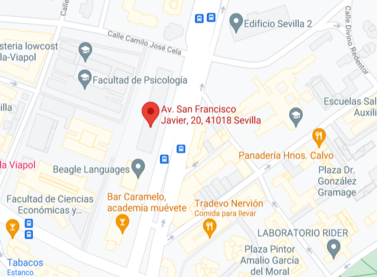 Edificio Sevilla 2
Calle Divino Redentor
Calle Camilo José Cela
steria lowcost
la-Viapol
Facultad de Psicologia
Av. San Francisco
Javier, 20, 41018 Sevilla
Escuelas Sal
Auxili
illa
Panadería Hnos. Calvo
la Viapol
Beagle Languages
Plaza Dr.
González
Gramage
Facultad de Ciencias
Económicas y...
Bar Caramelo,
academia muévete
Tradevo Nervión
Comida para llevar
LABORATORIO RIDER
Plaza Pintor
Amalio García
del Moral
Tabacos
Estanco